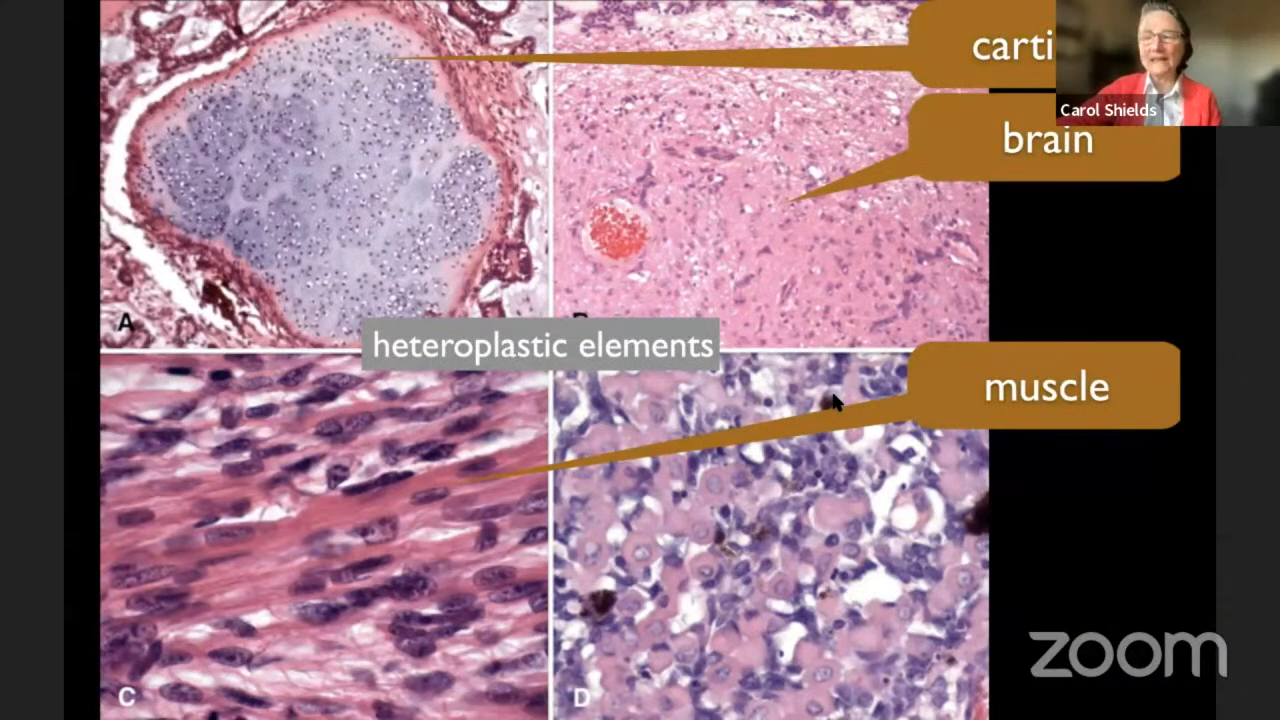 carti
Carol Shields
brain
A
heteroplastic elements
muscle
C
D
zoom